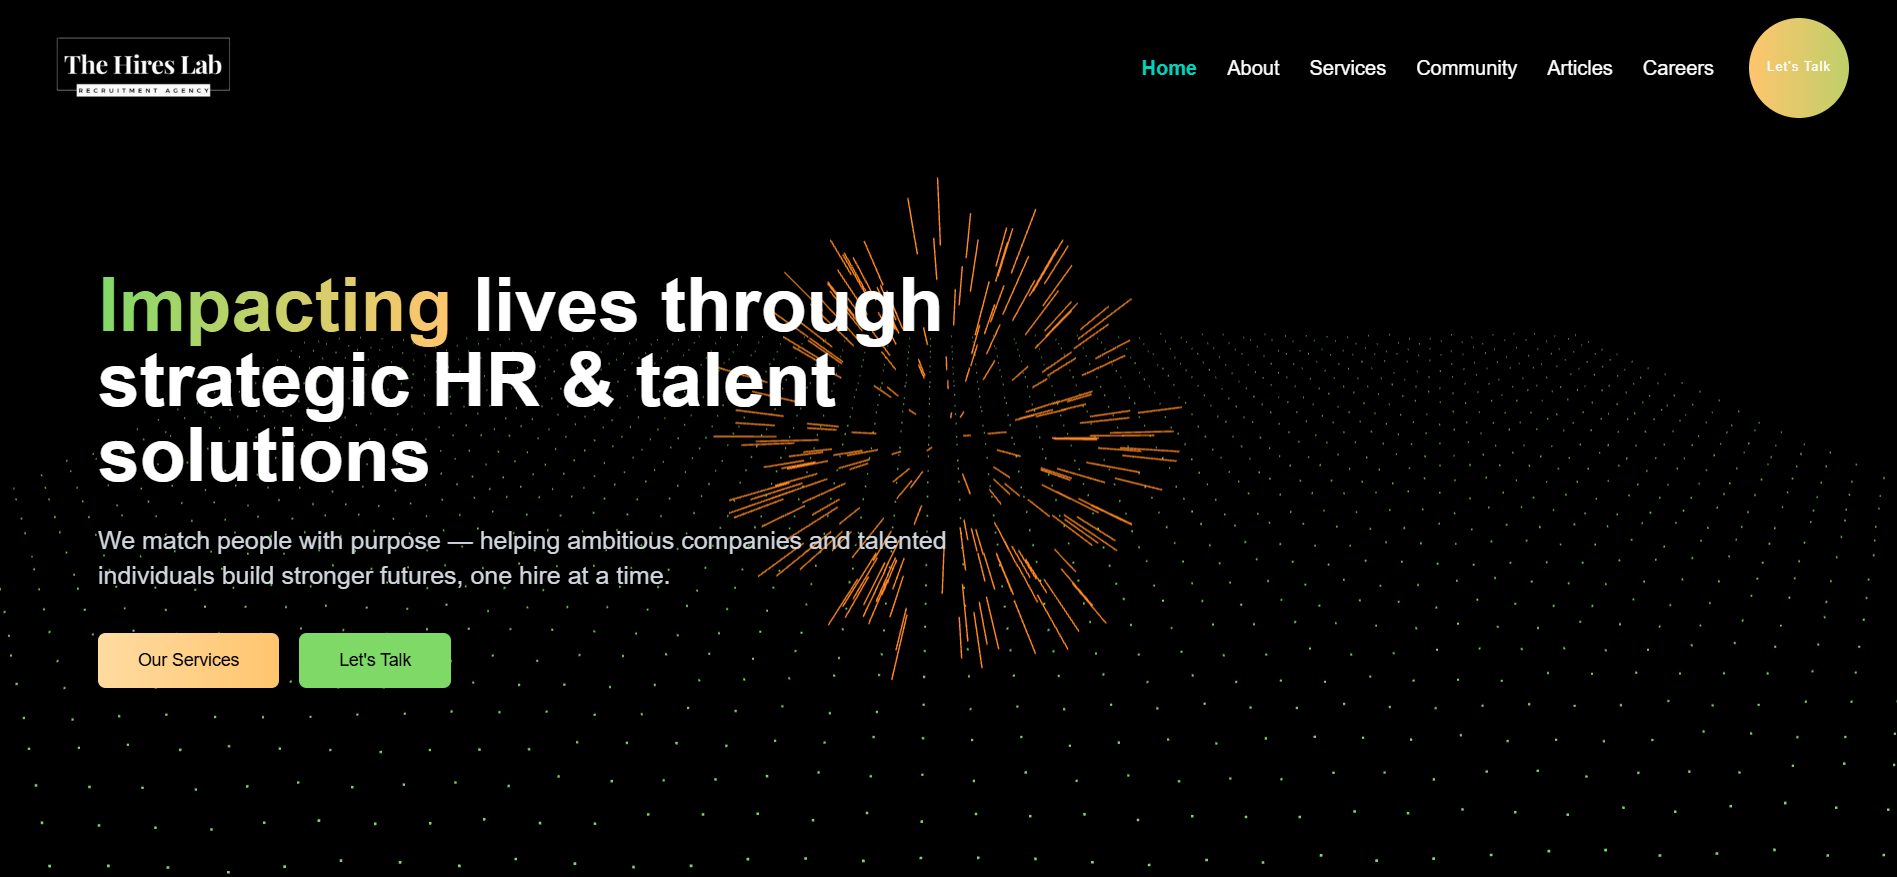 The Hires Lab
RECRUITMENT AGENCY
Home About Services Community Articles Careers Let's Talk
Impacting lives through
strategic HR & talent
solutions
We match people with purpose — helping ambitious companies and talented
individuals build stronger futures, one hire at a time.
Our Services Let's Talk